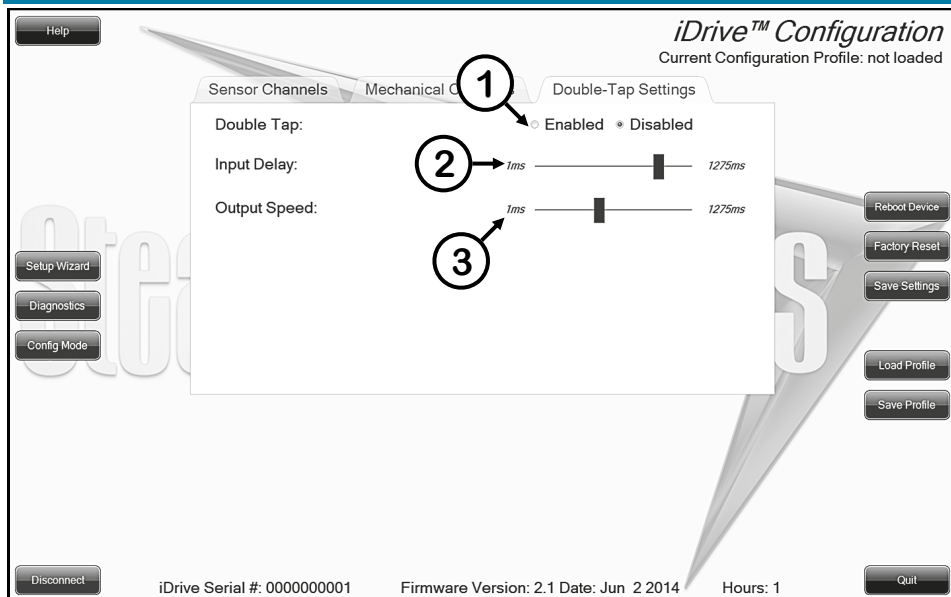 Help
iDrive™ Configuration
Current Configuration Profile: not loaded
Sensor Channels
Mechanical
Double-Tap Settings
1
Double Tap:
Enabled
Disabled
Input Delay:
2
1ms
1275ms
Output Speed:
1ms
1275ms
3
Reboot Device
Factory Reset
Save Settings
Setup Wizard
Diagnostics
Config Mode
Load Profile
Save Profile
Disconnect
iDrive Serial #: 0000000001
Firmware Version: 2.1 Date: Jun 2 2014
Hours: 1
Quit